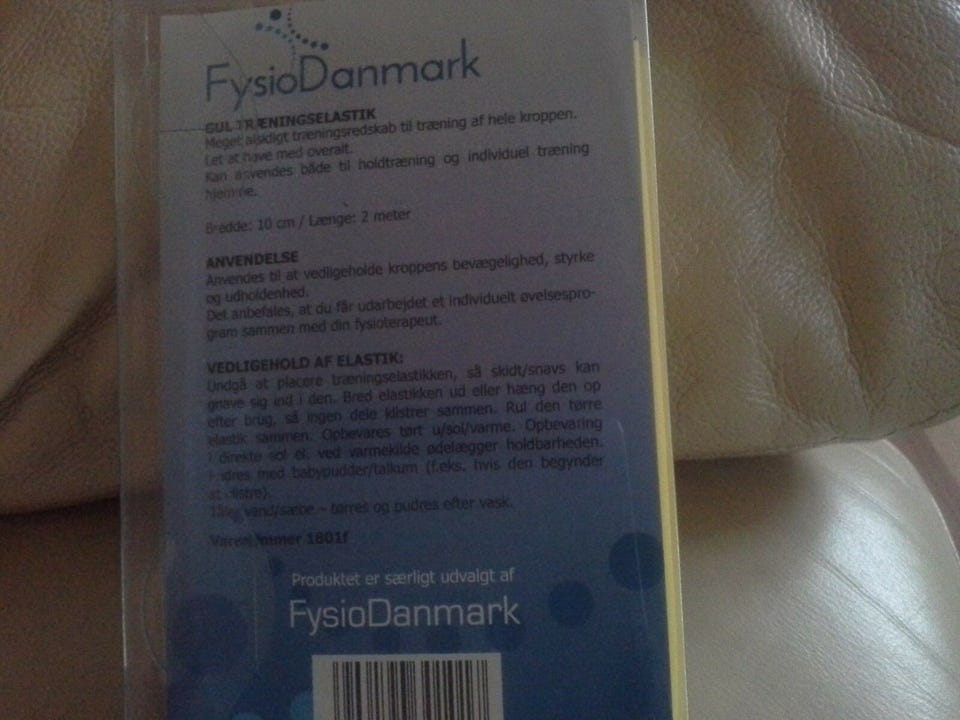 FysioDanmark
GUL TRÆNINGSELASTIK
Meget alsidigt træningsredskab til træning af hele kroppen.
Let at have med overalt.
Kan anvendes både til holdtræning og individuel træning
hjemme.
Bredde: 10 cm / Længe: 2 meter
ANVENDELSE
Anvendes til at vedligeholde kroppens bevægelighed, styrke
og udholdenhed.
Det anbefales, at du får udarbejdet et individuelt øvelsespro-
gram sammen med din fysioterapeut.
VEDLIGEHOLD AF ELASTIK:
Undgå at placere træningselastikken, så skidt/snavs kan
gnave sig ind i den. Bred elastikken ud eller hæng den op
efter brug, så ingen dele klistrer sammen. Rul den tørre
elastik sammen. Opbevares tørt u/sol/varme. Opbevaring
i direkte sol el. ved varmekilde ødelægger holdbarheden.
Pudres med babypudder/talkum (f.eks. hvis den begynder
at klistre).
Tåler vand/sæbe – tørres og pudres efter vask.
Varenummer 1801f
Produktet er særligt udvalgt af
FysioDanmark